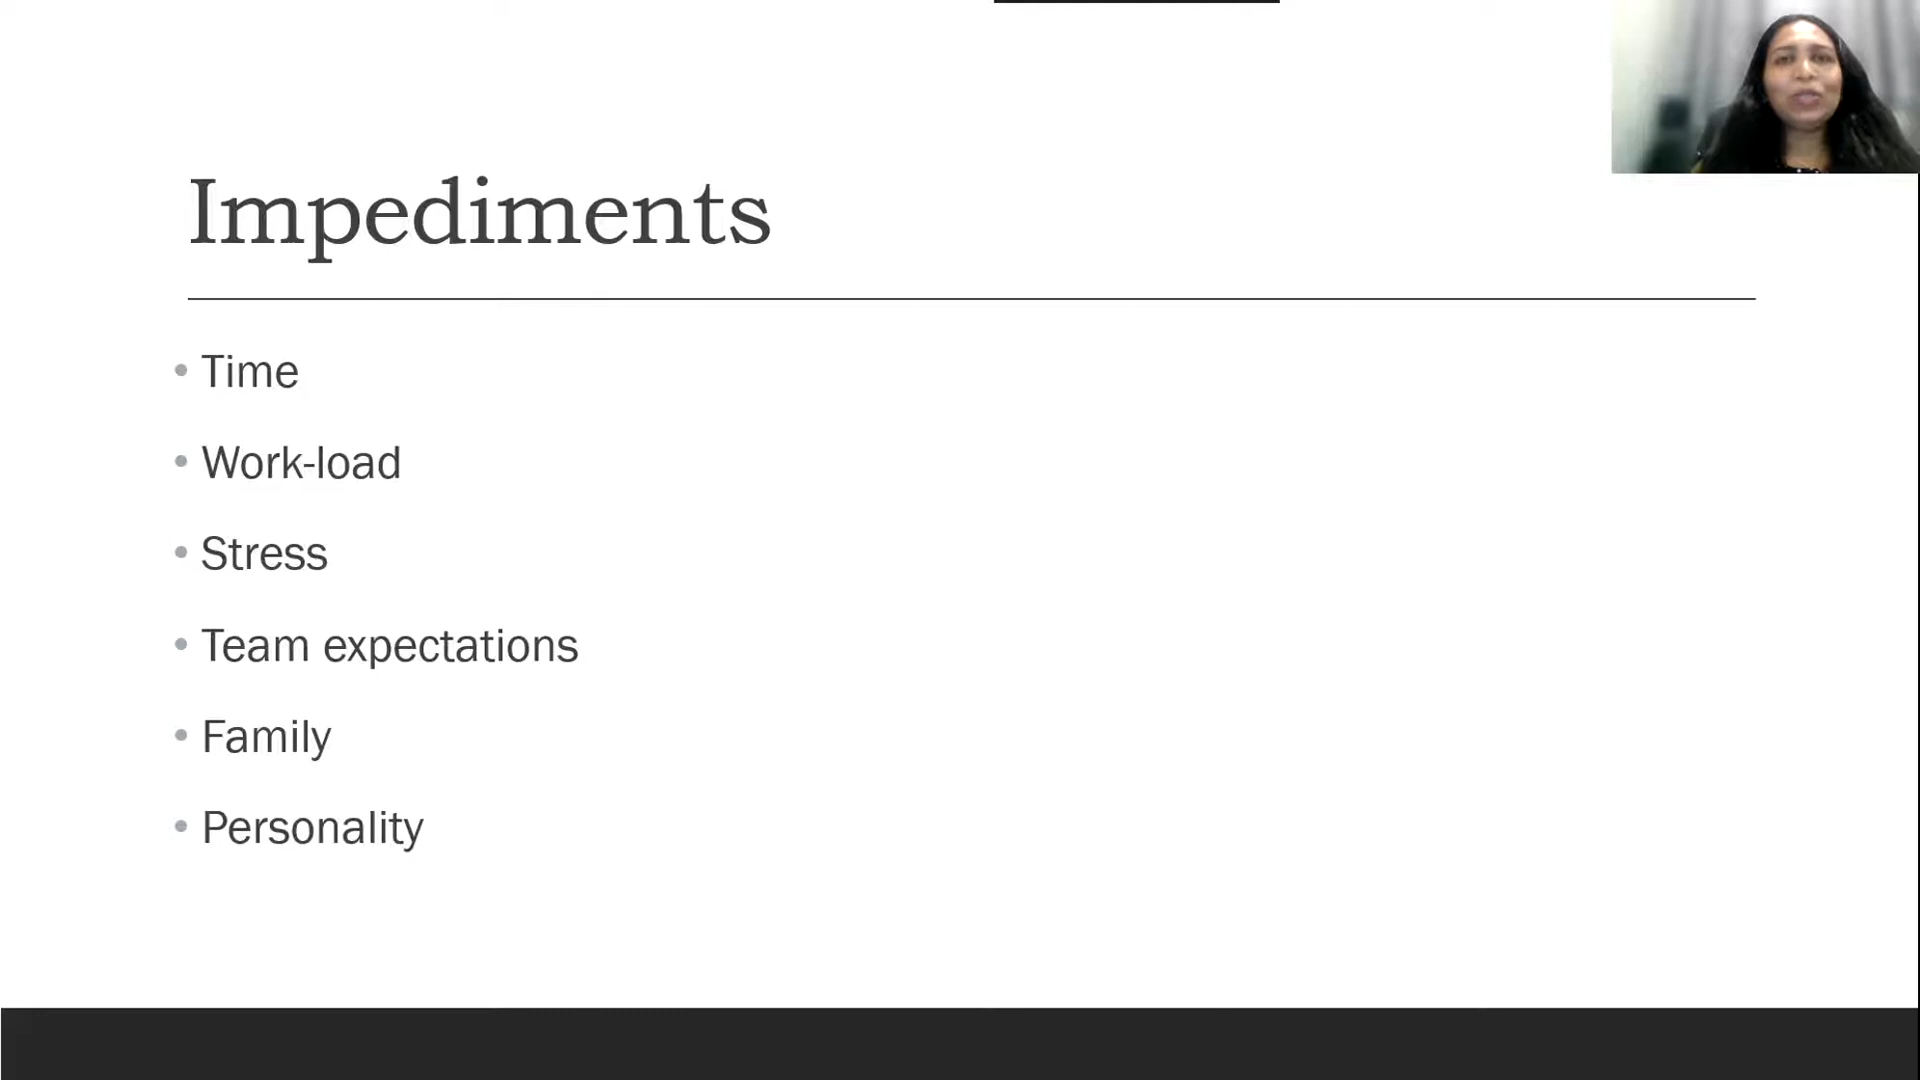 Impediments
• Time
• Work-load
• Stress
• Team expectations
• Family
• Personality